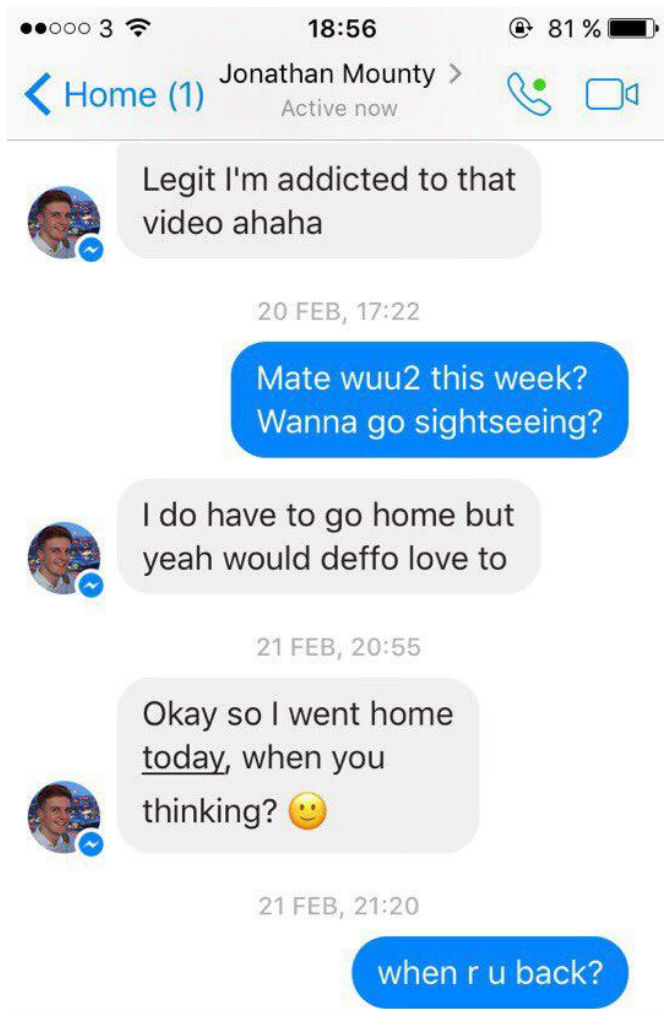 3 18:56 81 %
Home (1) Jonathan Mounty
Active now
Legit I'm addicted to that
video ahaha
20 FEB, 17:22
Mate wuu2 this week?
Wanna go sightseeing?
I do have to go home but
yeah would deffo love to
21 FEB, 20:55
Okay so I went home
today, when you
thinking? 🙂
21 FEB, 21:20
when r u back?